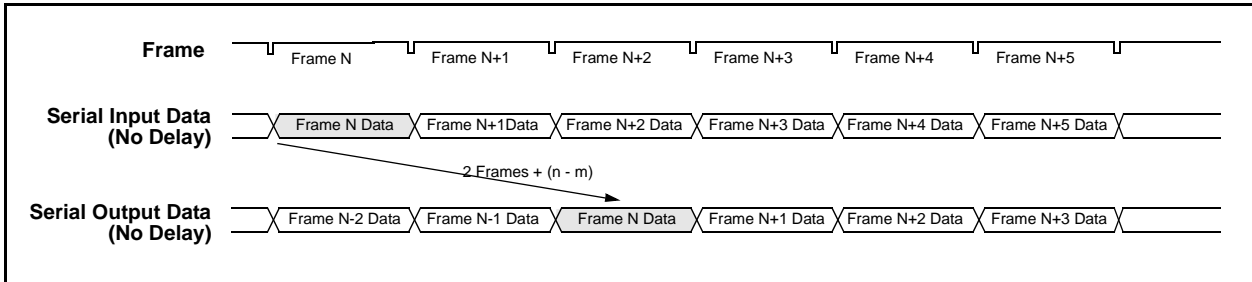 Frame
Frame N
Frame N+1
Frame N+2
Frame N+3
Frame N+4
Frame N+5
Serial Input Data
(No Delay)
Frame N Data
Frame N+1Data
Frame N+2 Data
Frame N+3 Data
Frame N+4 Data
Frame N+5 Data
2 Frames + (n - m)
Serial Output Data
(No Delay)
Frame N-2 Data
Frame N-1 Data
Frame N Data
Frame N+1 Data
Frame N+2 Data
Frame N+3 Data